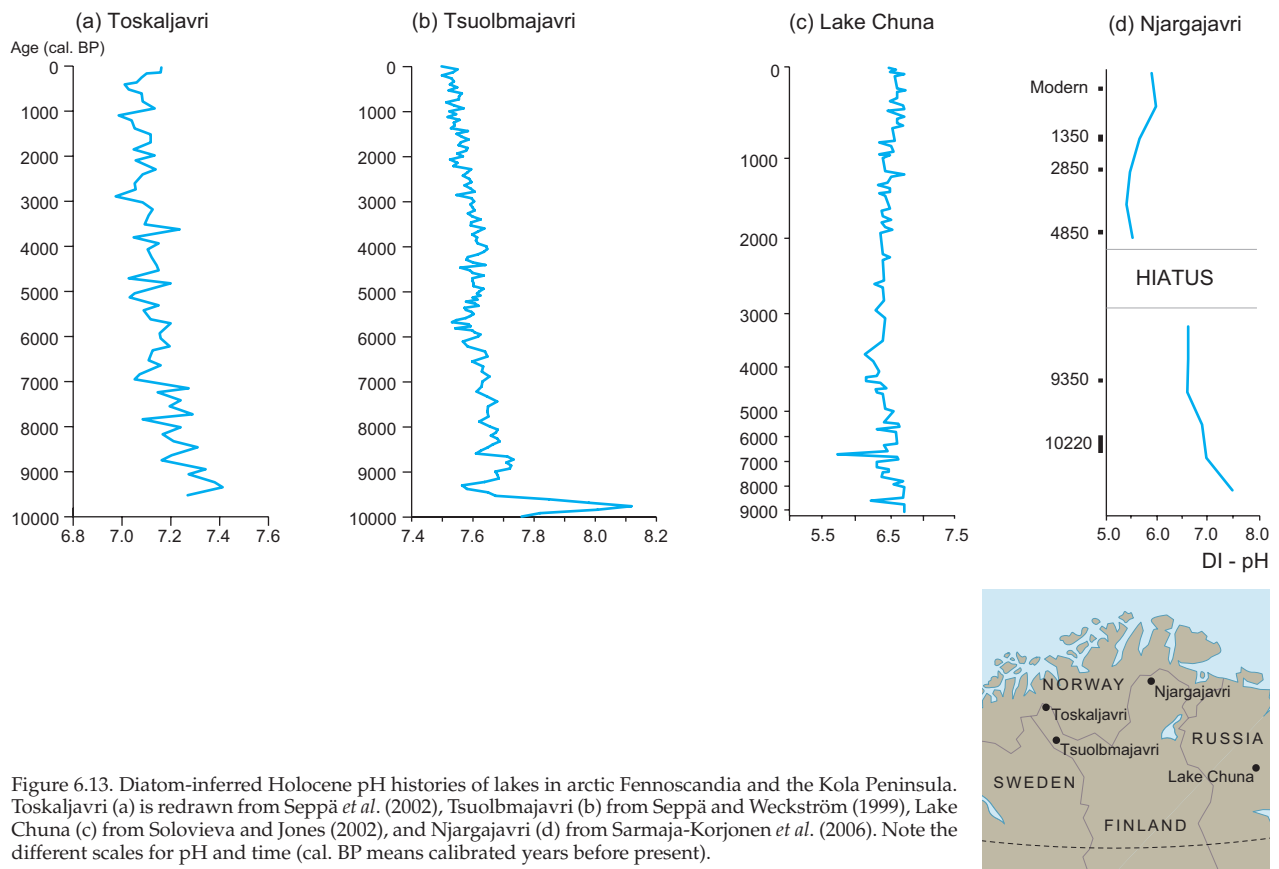 (a) Toskaljavri
(b) Tsuolbmajavri
(c) Lake Chuna
(d) Njargajavri
Age (cal. BP)
0
1000
2000
3000
4000
5000
6000
7000
8000
9000
10000
6.8
7.0
7.2
7.4
7.6
0
1000
2000
3000
4000
5000
6000
7000
8000
9000
10000
7.4
7.6
7.8
8.0
8.2
0
1000
2000
3000
4000
5000
6000
7000
8000
9000
5.5
6.5
7.5
Modern
1350
2850
4850
HIATUS
9350
10220
5.0
6.0
7.0
8.0
DI - pH
NORWAY
Njargajavri
Toskaljavri
Tsuolbmajavri
RUSSIA
SWEDEN
Lake Chuna
FINLAND
Figure 6.13. Diatom-inferred Holocene pH histories of lakes in arctic Fennoscandia and the Kola Peninsula.
Toskaljavri (a) is redrawn from Seppä et al. (2002), Tsuolbmajavri (b) from Seppä and Weckström (1999), Lake
Chuna (c) from Solovieva and Jones (2002), and Njargajavri (d) from Sarmaja-Korjonen et al. (2006). Note the
different scales for pH and time (cal. BP means calibrated years before present).